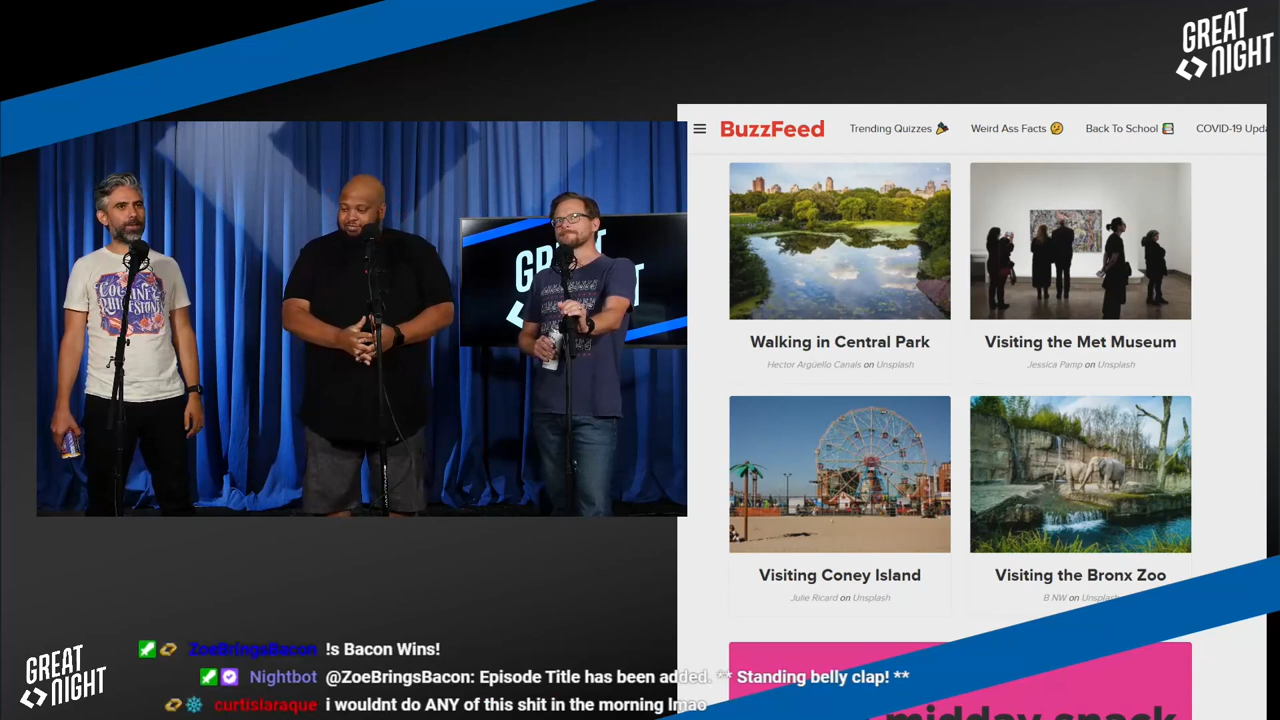 GREAT
NIGHT
BuzzFeed
Trending Quizzes
Weird Ass Facts
Back To School
COVID-19 Upda
Walking in Central Park
Hector Argüello Canals on Unsplash
Visiting the Met Museum
Jessica Pamp on Unsplash
Visiting Coney Island
Julie Ricard on Unsplash
Visiting the Bronx Zoo
B NW on Unsplash
midday snack
GREAT
NIGHT
ZoeBringsBacon !s Bacon Wins!
Nightbot @ZoeBringsBacon: Episode Title has been added. ** Standing belly clap! **
curtislaraque i wouldnt do ANY of this shit in the morning lmao